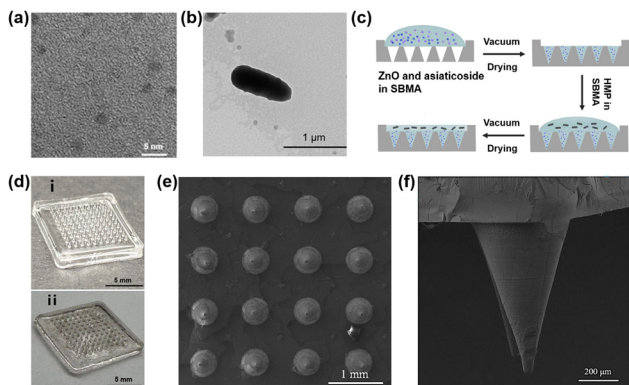 (a)
5 nm
(b)
1 μm
(c)
Vacuum
Drying
ZnO and asiaticoside
in SBMA
HMP in
SBMA
Vacuum
Drying
(d)
i
5 mm
ii
5 mm
(e)
1 mm
(f)
200 μm